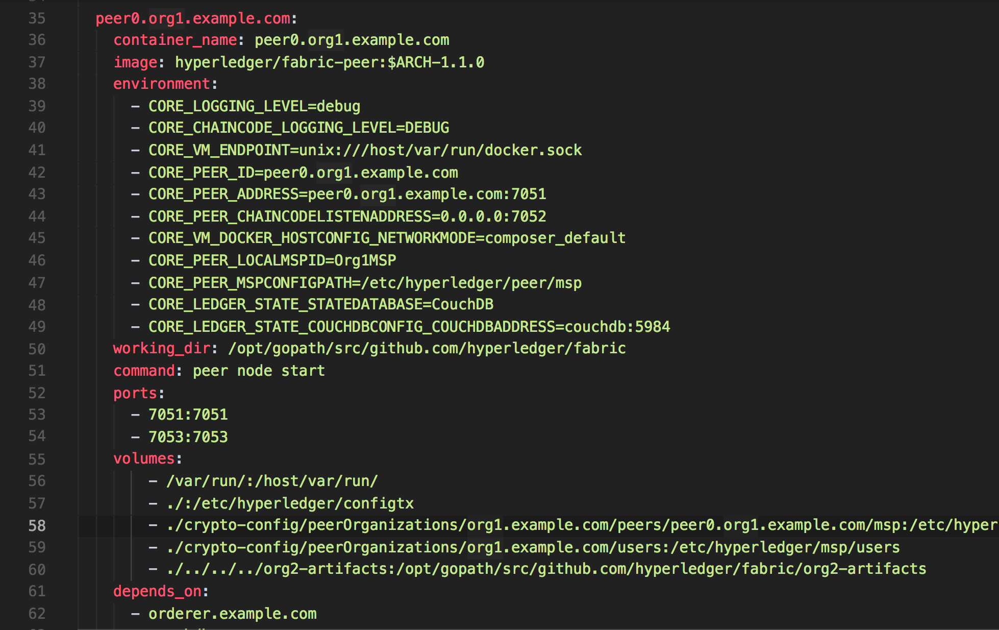 35 peer0.org1.example.com:
36 container_name: peer0.org1.example.com
37 image: hyperledger/fabric-peer:$ARCH-1.1.0
38 environment:
39 - CORE_LOGGING_LEVEL=debug
40 - CORE_CHAINCODE_LOGGING_LEVEL=DEBUG
41 - CORE_VM_ENDPOINT=unix:///host/var/run/docker.sock
42 - CORE_PEER_ID=peer0.org1.example.com
43 - CORE_PEER_ADDRESS=peer0.org1.example.com:7051
44 - CORE_PEER_CHAINCODELISTENADDRESS=0.0.0.0:7052
45 - CORE_VM_DOCKER_HOSTCONFIG_NETWORKMODE=composer_default
46 - CORE_PEER_LOCALMSPID=Org1MSP
47 - CORE_PEER_MSPCONFIGPATH=/etc/hyperledger/peer/msp
48 - CORE_LEDGER_STATE_STATEDATABASE=CouchDB
49 - CORE_LEDGER_STATE_COUCHDBCONFIG_COUCHDBADDRESS=couchdb:5984
50 working_dir: /opt/gopath/src/github.com/hyperledger/fabric
51 command: peer node start
52 ports:
53 - 7051:7051
54 - 7053:7053
55 volumes:
56 - /var/run/:/host/var/run/
57 - ./:/etc/hyperledger/configtx
58 - ./crypto-config/peerOrganizations/org1.example.com/peers/peer0.org1.example.com/msp:/etc/hyper
59 - ./crypto-config/peerOrganizations/org1.example.com/users:/etc/hyperledger/msp/users
60 - ./../../../org2-artifacts:/opt/gopath/src/github.com/hyperledger/fabric/org2-artifacts
61 depends_on:
62 - orderer.example.com